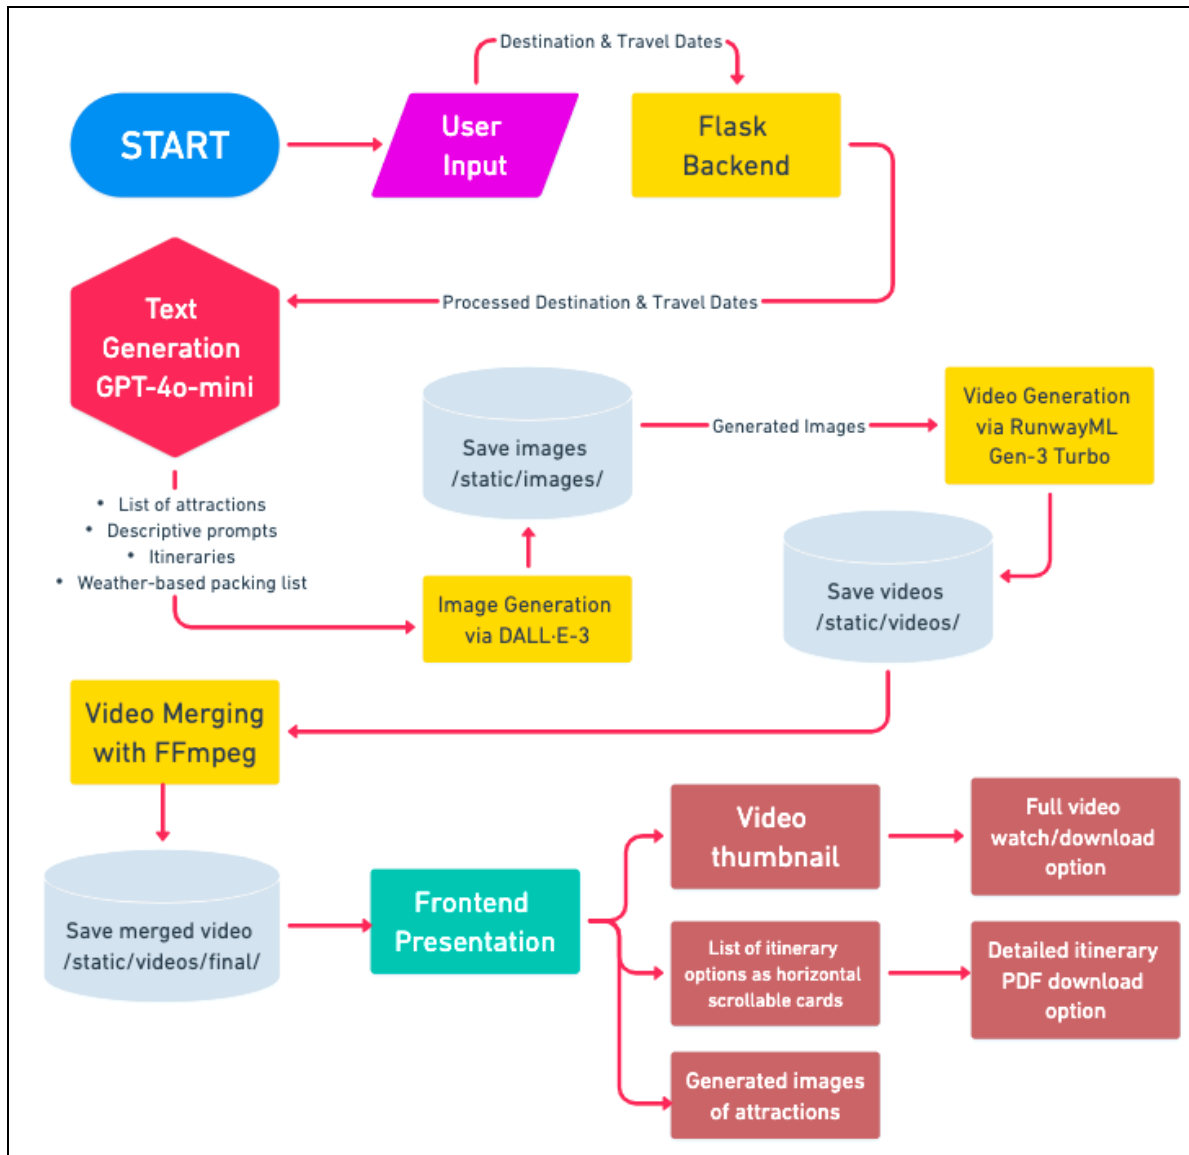 Destination & Travel Dates
START
User
Input
Flask
Backend
Processed Destination & Travel Dates
Text
Generation
GPT-4o-mini
• List of attractions
• Descriptive prompts
• Itineraries
• Weather-based packing list
Image Generation
via DALL·E-3
Save images
/static/images/
Generated Images
Video Generation
via RunwayML
Gen-3 Turbo
Save videos
/static/videos/
Video Merging
with FFmpeg
Save merged video
/static/videos/final/
Frontend
Presentation
Video
thumbnail
Full video
watch/download
option
List of itinerary
options as horizontal
scrollable cards
Detailed itinerary
PDF download
option
Generated images
of attractions